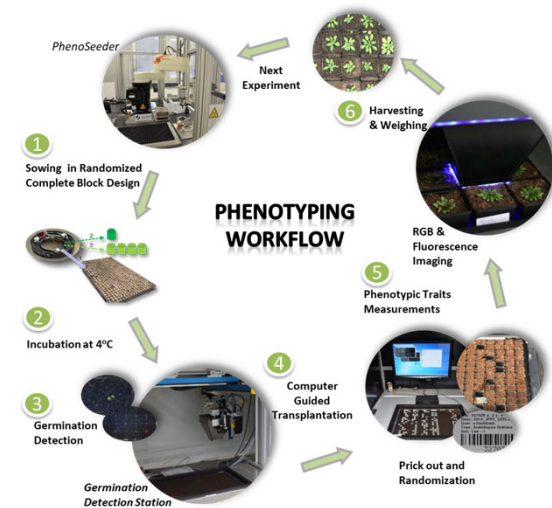 PhenoSeeder
Next
Experiment
6
Harvesting
& Weighing
1
Sowing in Randomized
Complete Block Design
PHENOTYPING
WORKFLOW
2
3
RGB &
Fluorescence
Imaging
5
Phenotypic Traits
Measurements
2
Incubation at 4°C
4
Computer
Guided
Transplantation
3
Germination
Detection
Germination
Detection Station
Prick out and
Randomization